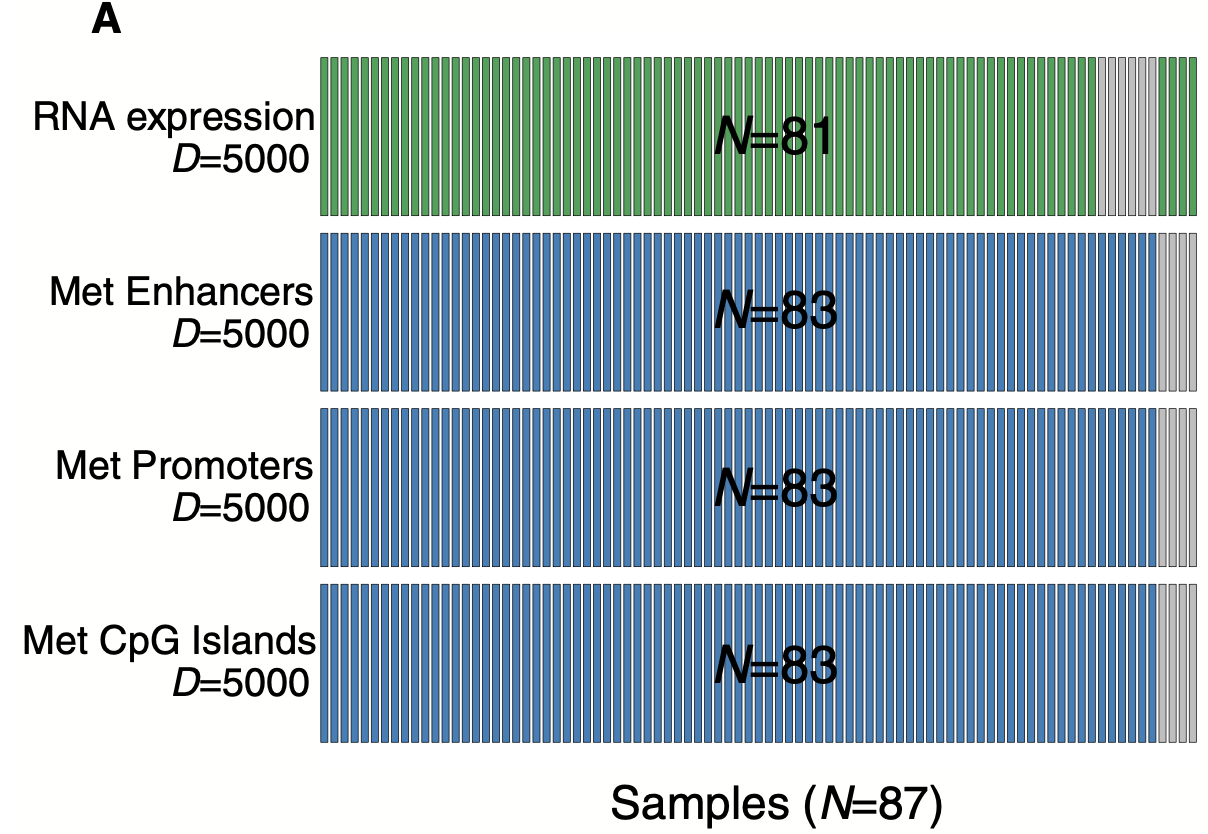 A
RNA expression
D=5000
N=81
Met Enhancers
D=5000
N=83
Met Promoters
D=5000
N=83
Met CpG Islands
D=5000
N=83
Samples (N=87)